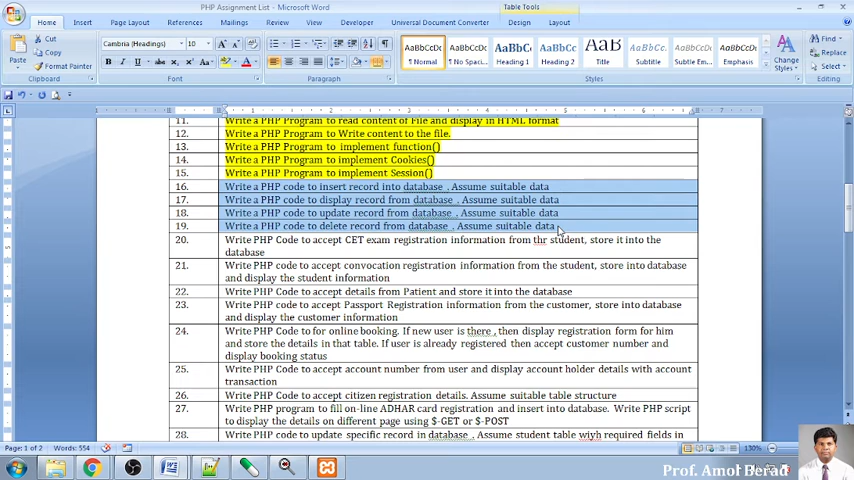 PHP Assignment List - Microsoft Word
Table Tools
Home Insert Page Layout References Mailings Review View Developer Universal Document Converter Design Layout
Cut
Copy
Format Painter
Paste
Clipboard
Cambria (Headings) 10
Font
Paragraph
AaBbCcDc AaBbCcDc AaBbCc AaBbCc AaB AaBbCc. AaBbCcDt AaBbCcDt
¶ Normal ¶ No Spaci... Heading 1 Heading 2 Title Subtitle Subtle Em... Emphasis
Change Styles
Styles
Find
Replace
Select
Editing
11. Write a PHP Program to read content of File and display in HTML format
12. Write a PHP Program to Write content to the file.
13. Write a PHP Program to implement function()
14. Write a PHP Program to implement Cookies()
15. Write a PHP Program to implement Session()
16. Write a PHP code to insert record into database . Assume suitable data
17. Write a PHP code to display record from database . Assume suitable data
18. Write a PHP code to update record from database . Assume suitable data
19. Write a PHP code to delete record from database . Assume suitable data
20. Write PHP Code to accept CET exam registration information from thr student, store it into the
database
21. Write PHP code to accept convocation registration information from the student, store into database
and display the student information
22. Write PHP code to accept details from Patient and store it into the database
23. Write PHP code to accept Passport Registration information from the customer, store into database
and display the customer information
24. Write PHP Code to for online booking. If new user is there , then display registration form for him
and store the details in that table. If user is already registered then accept customer number and
display booking status
25. Write PHP Code to accept account number from user and display account holder details with account
transaction
26. Write PHP Code to accept citizen registration details. Assume suitable table structure
27. Write PHP program to fill on-line ADHAR card registration and insert into database. Write PHP script
to display the details on different page using $-GET or $-POST
28. Write PHP code to update specific record in database . Assume student table wiyh required fields in
Page: 1 of 2 Words: 554
130%
Prof. Amol Berad